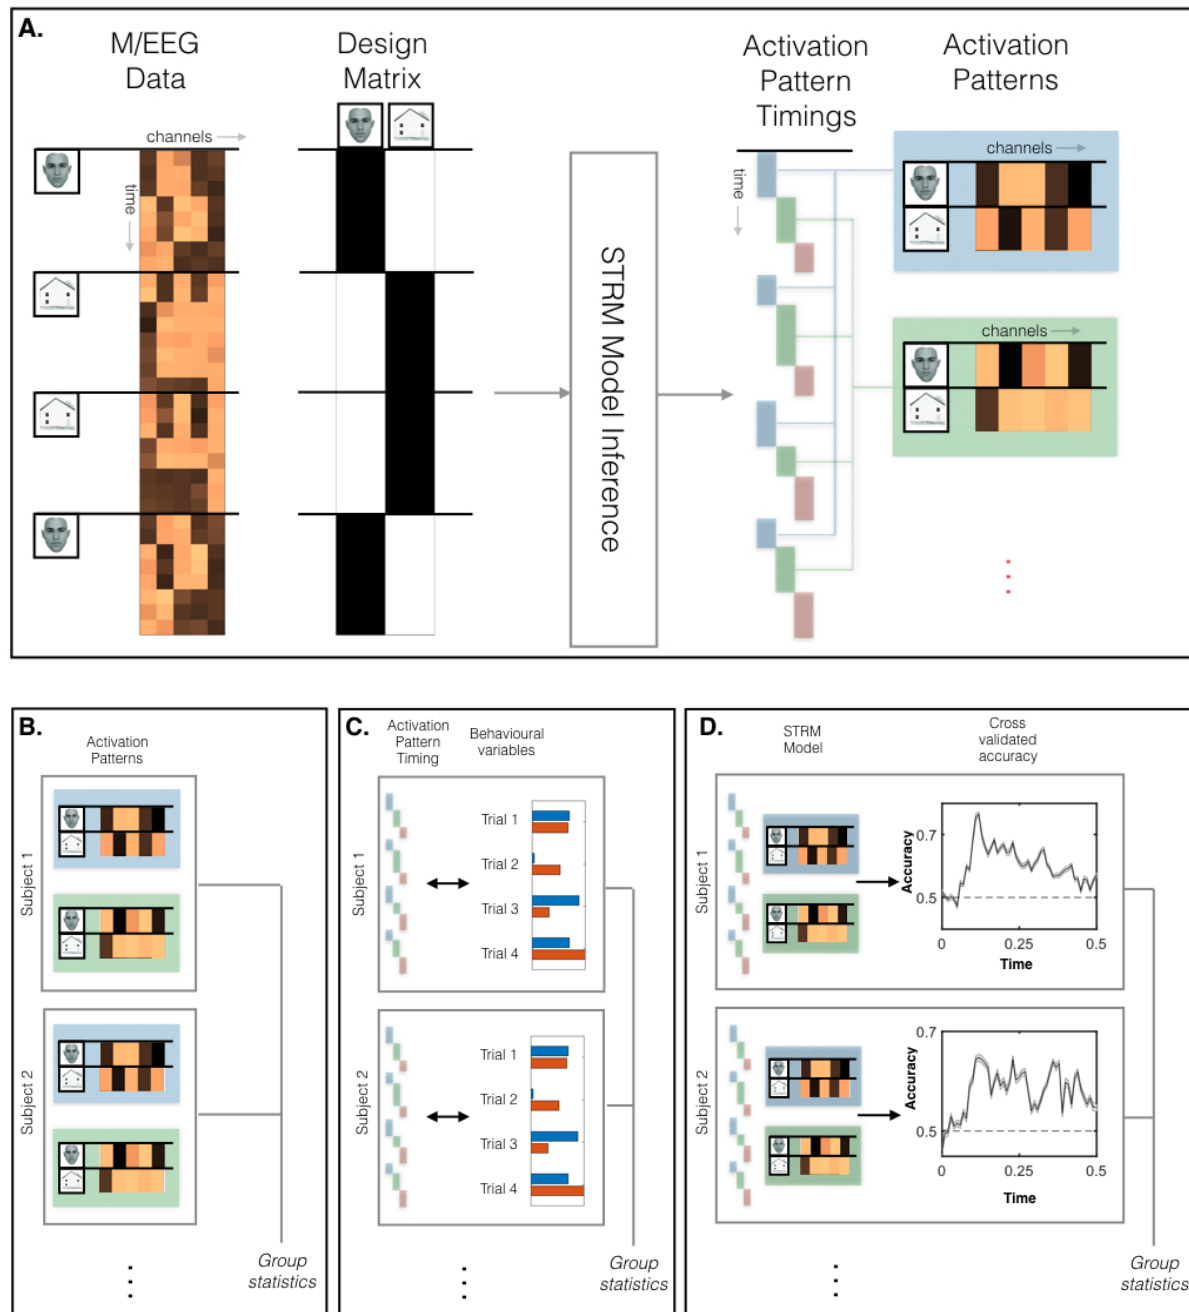 A.
M/EEG
Data
Design
Matrix
Activation
Pattern
Timings
Activation
Patterns
channels
time
STRM Model Inference
time
channels
channels
B.
Activation
Patterns
Subject 1
Subject 2
Group
statistics
C.
Activation
Pattern
Timing
Behavioural
variables
Trial 1
Trial 2
Trial 3
Trial 4
Trial 1
Trial 2
Trial 3
Trial 4
Subject 1
Subject 2
Group
statistics
D.
STRM
Model
Cross
validated
accuracy
Subject 1
Accuracy
0.7
0.5
0
0.25
0.5
Time
Subject 2
Accuracy
0.7
0.5
0
0.25
0.5
Time
Group
statistics